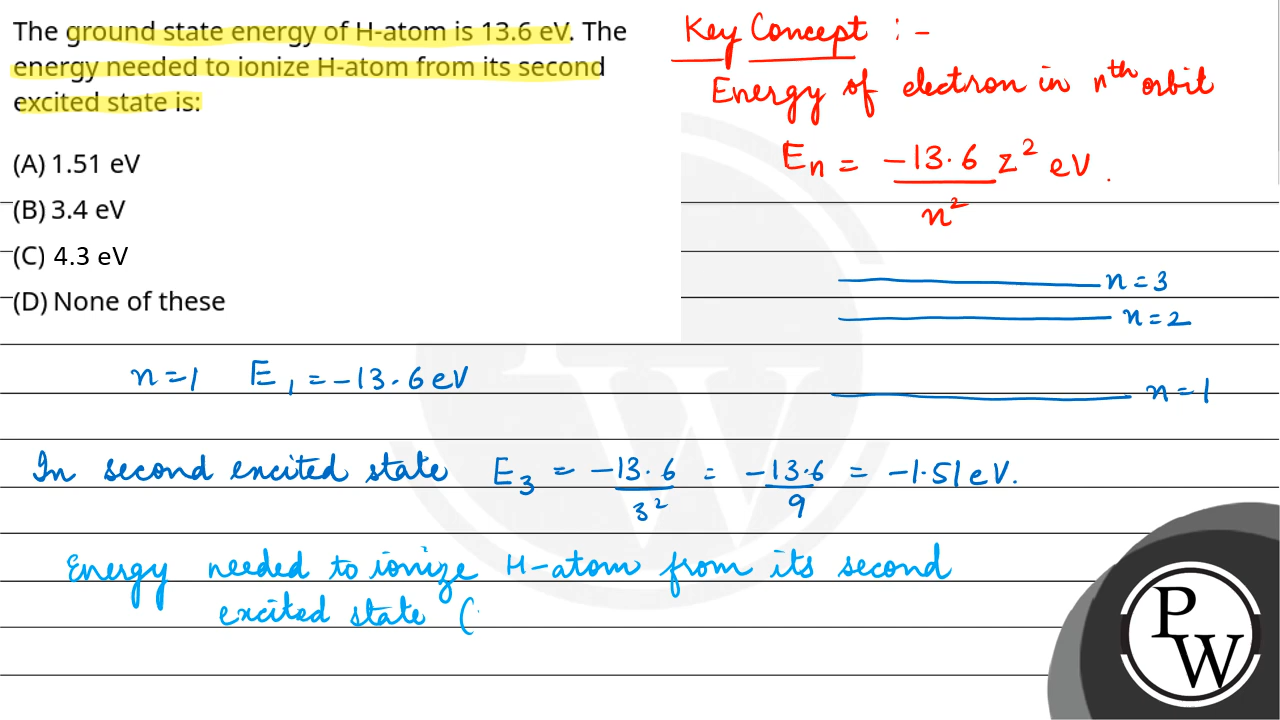 The ground state energy of H-atom is 13.6 eV. The
energy needed to ionize H-atom from its second
excited state is:
(A) 1.51 eV
(B) 3.4 eV
(C) 4.3 eV
(D) None of these
Key Concept :-
Energy of electron in nth orbit
En = -13.6/n² z² eV.
n = 3
n = 2
n = 1
n=1 E1 = -13.6 eV
In second excited state E3 = -13.6/3² = -13.6/9 = -1.51 eV.
Energy needed to ionize H-atom from its second
excited state (
PW